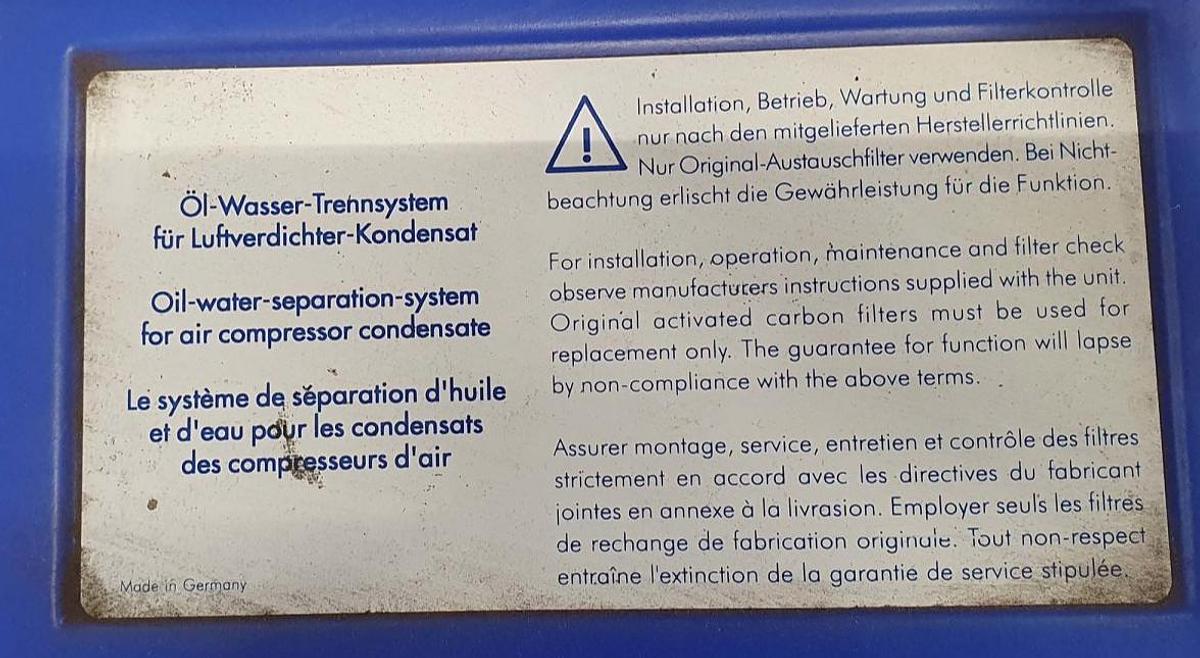 Öl-Wasser-Trennsystem
für Luftverdichter-Kondensat
Oil-water-separation-system
for air compressor condensate
Le système de séparation d'huile
et d'eau pour les condensats
des compresseurs d'air
Made in Germany
Installation, Betrieb, Wartung und Filterkontrolle
nur nach den mitgelieferten Herstellerrichtlinien.
Nur Original-Austauschfilter verwenden. Bei Nicht-
beachtung erlischt die Gewährleistung für die Funktion.
For installation, operation, maintenance and filter check
observe manufacturers instructions supplied with the unit.
Original activated carbon filters must be used for
replacement only. The guarantee for function will lapse
by non-compliance with the above terms.
Assurer montage, service, entretien et contrôle des filtres
strictement en accord avec les directives du fabricant
jointes en annexe à la livrasion. Employer seuls les filtres
de rechange de fabrication originale. Tout non-respect
entraîne l'extinction de la garantie de service stipulée.